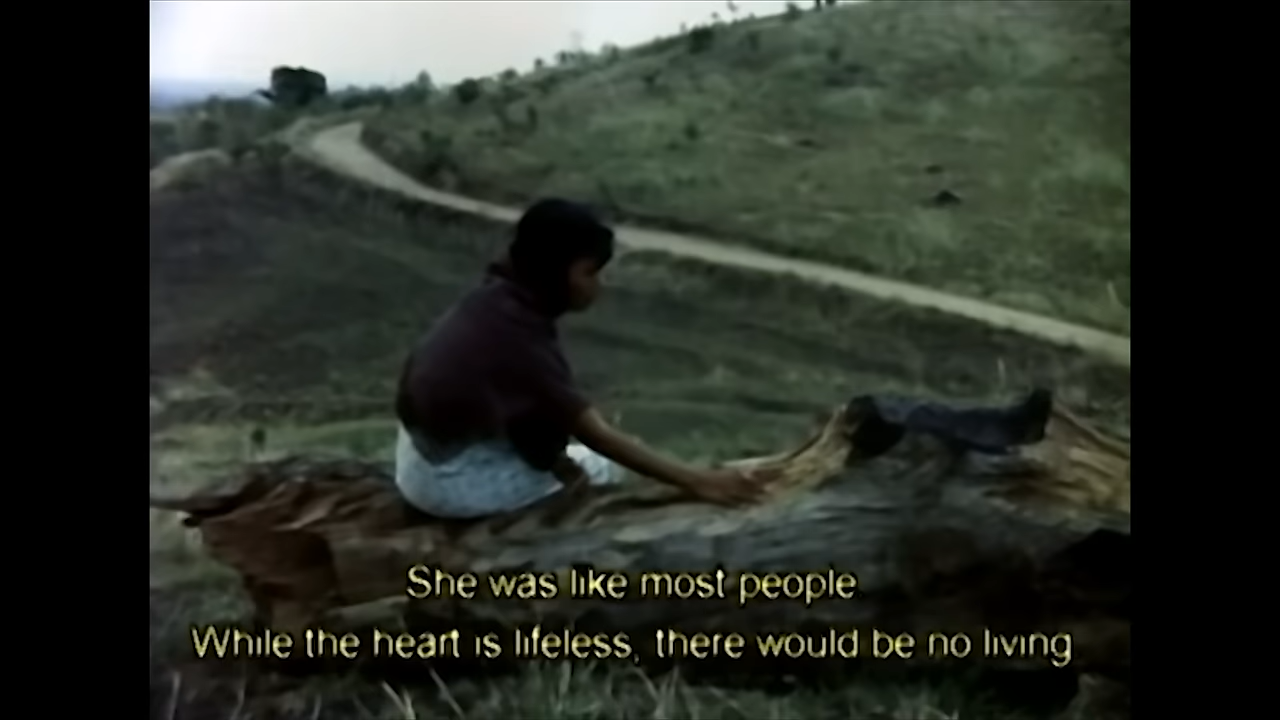 She was like most people.
While the heart is lifeless, there would be no living